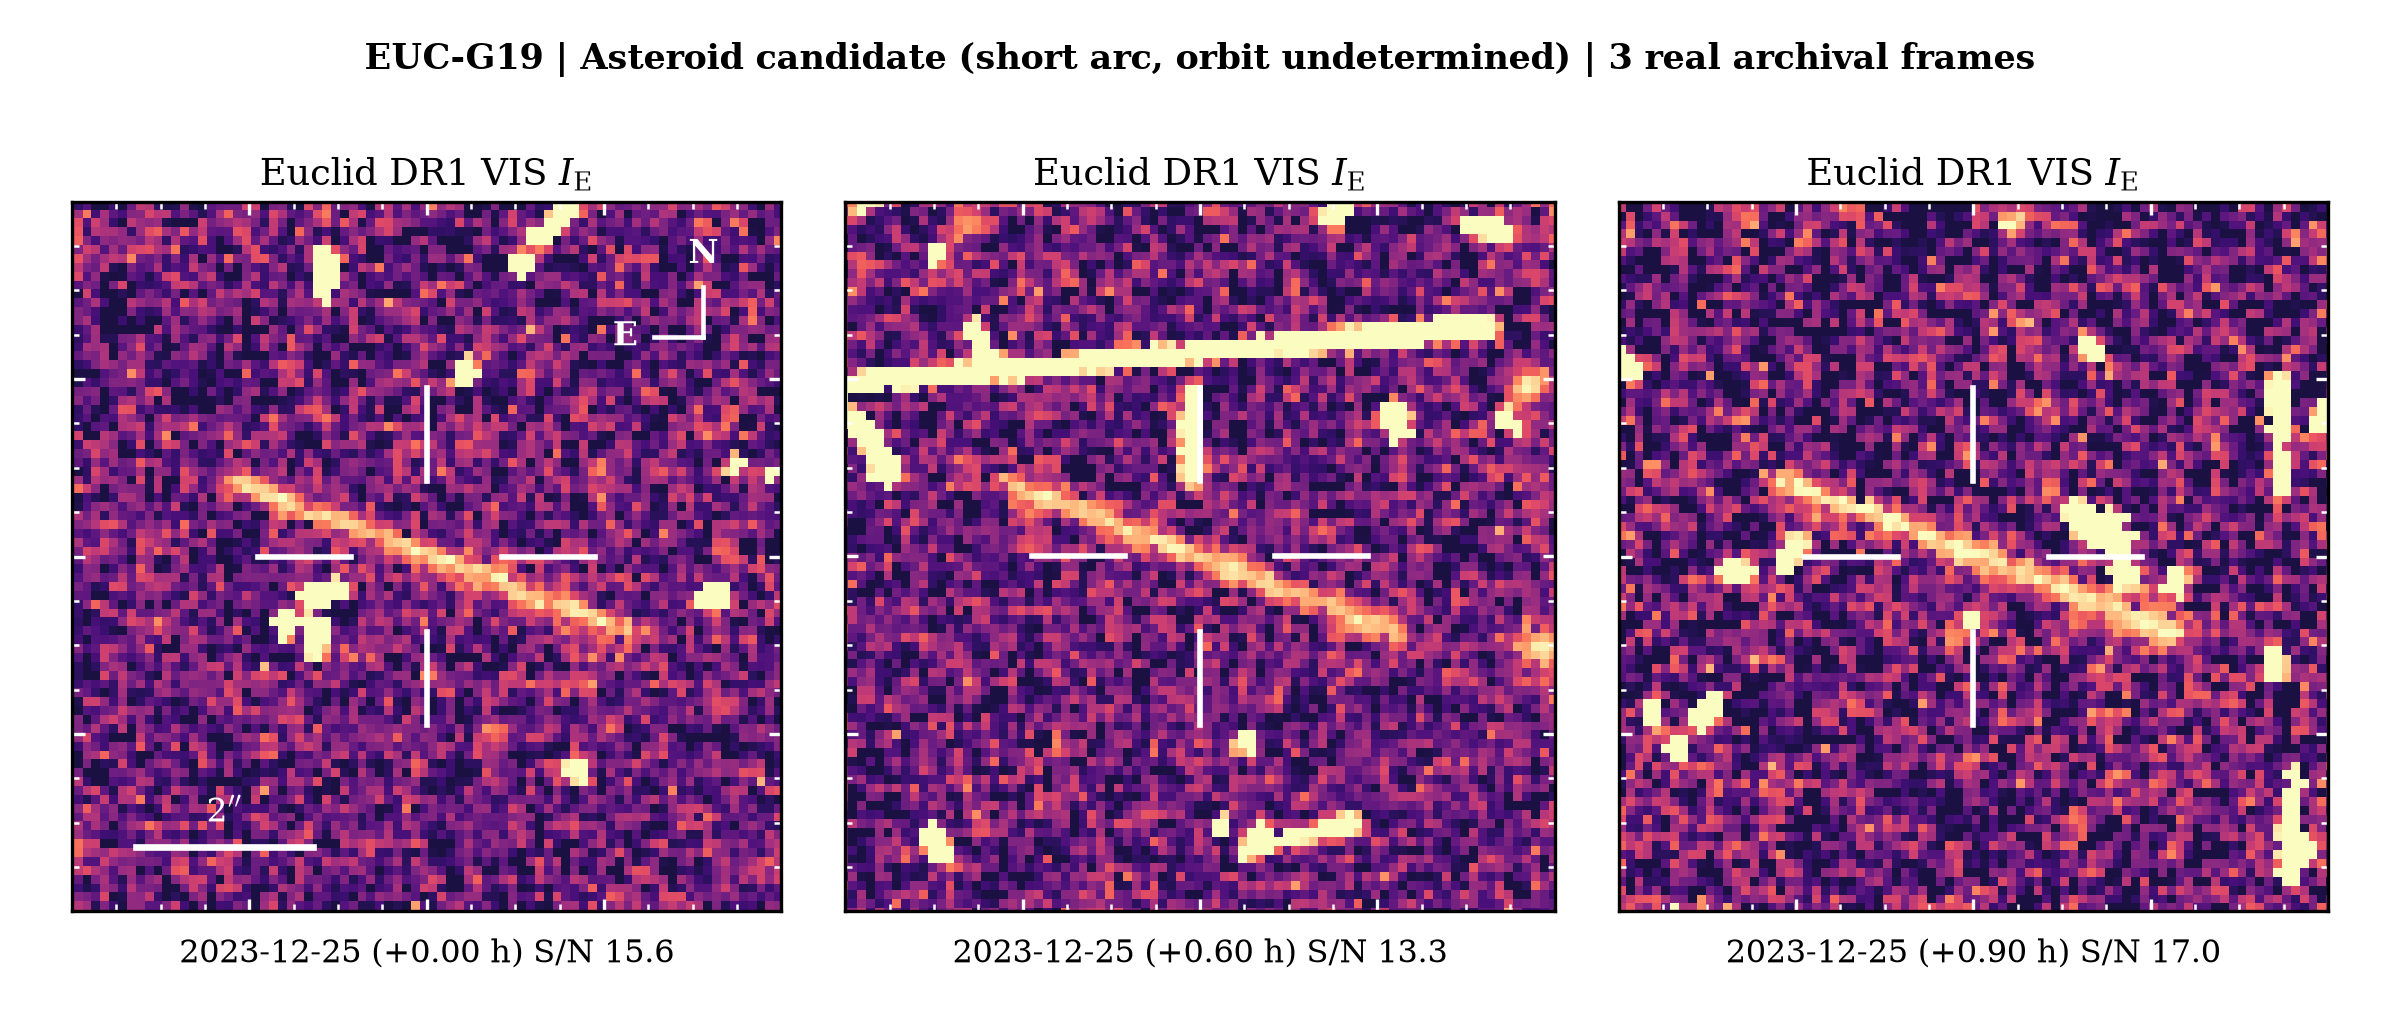 EUC-G19 | Asteroid candidate (short arc, orbit undetermined) | 3 real archival frames
Euclid DR1 VIS I_E
Euclid DR1 VIS I_E
Euclid DR1 VIS I_E
N
E
2″
2023-12-25 (+0.00 h) S/N 15.6
2023-12-25 (+0.60 h) S/N 13.3
2023-12-25 (+0.90 h) S/N 17.0